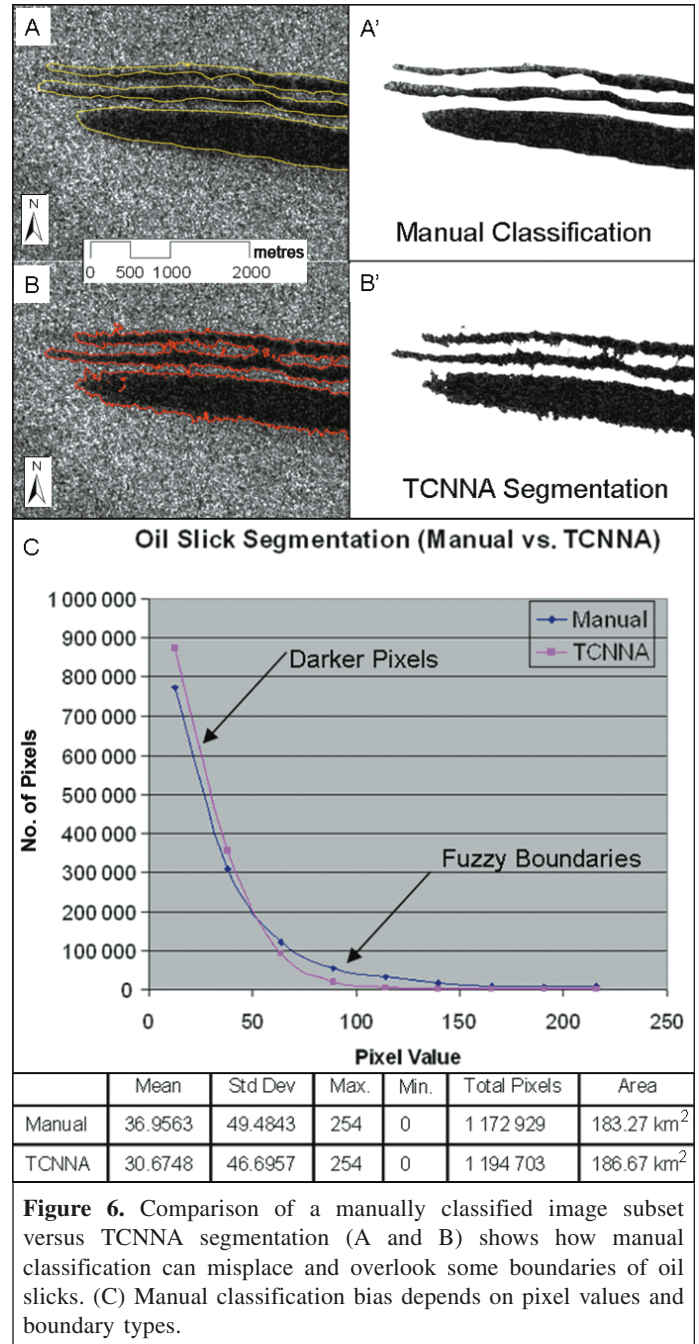 A
A'
N
Manual Classification
metres
0 500 1000 2000
B
B'
N
TCNNA Segmentation
C
Oil Slick Segmentation (Manual vs. TCNNA)
1 000 000
900 000
800 000
700 000
600 000
500 000
400 000
300 000
200 000
100 000
0
No. of Pixels
Manual
TCNNA
Darker Pixels
Fuzzy Boundaries
0 50 100 150 200 250
Pixel Value
Mean Std Dev Max. Min. Total Pixels Area
Manual 36.9563 49.4843 254 0 1 172 929 183.27 km²
TCNNA 30.6748 46.6957 254 0 1 194 703 186.67 km²
Figure 6. Comparison of a manually classified image subset
versus TCNNA segmentation (A and B) shows how manual
classification can misplace and overlook some boundaries of oil
slicks. (C) Manual classification bias depends on pixel values and
boundary types.